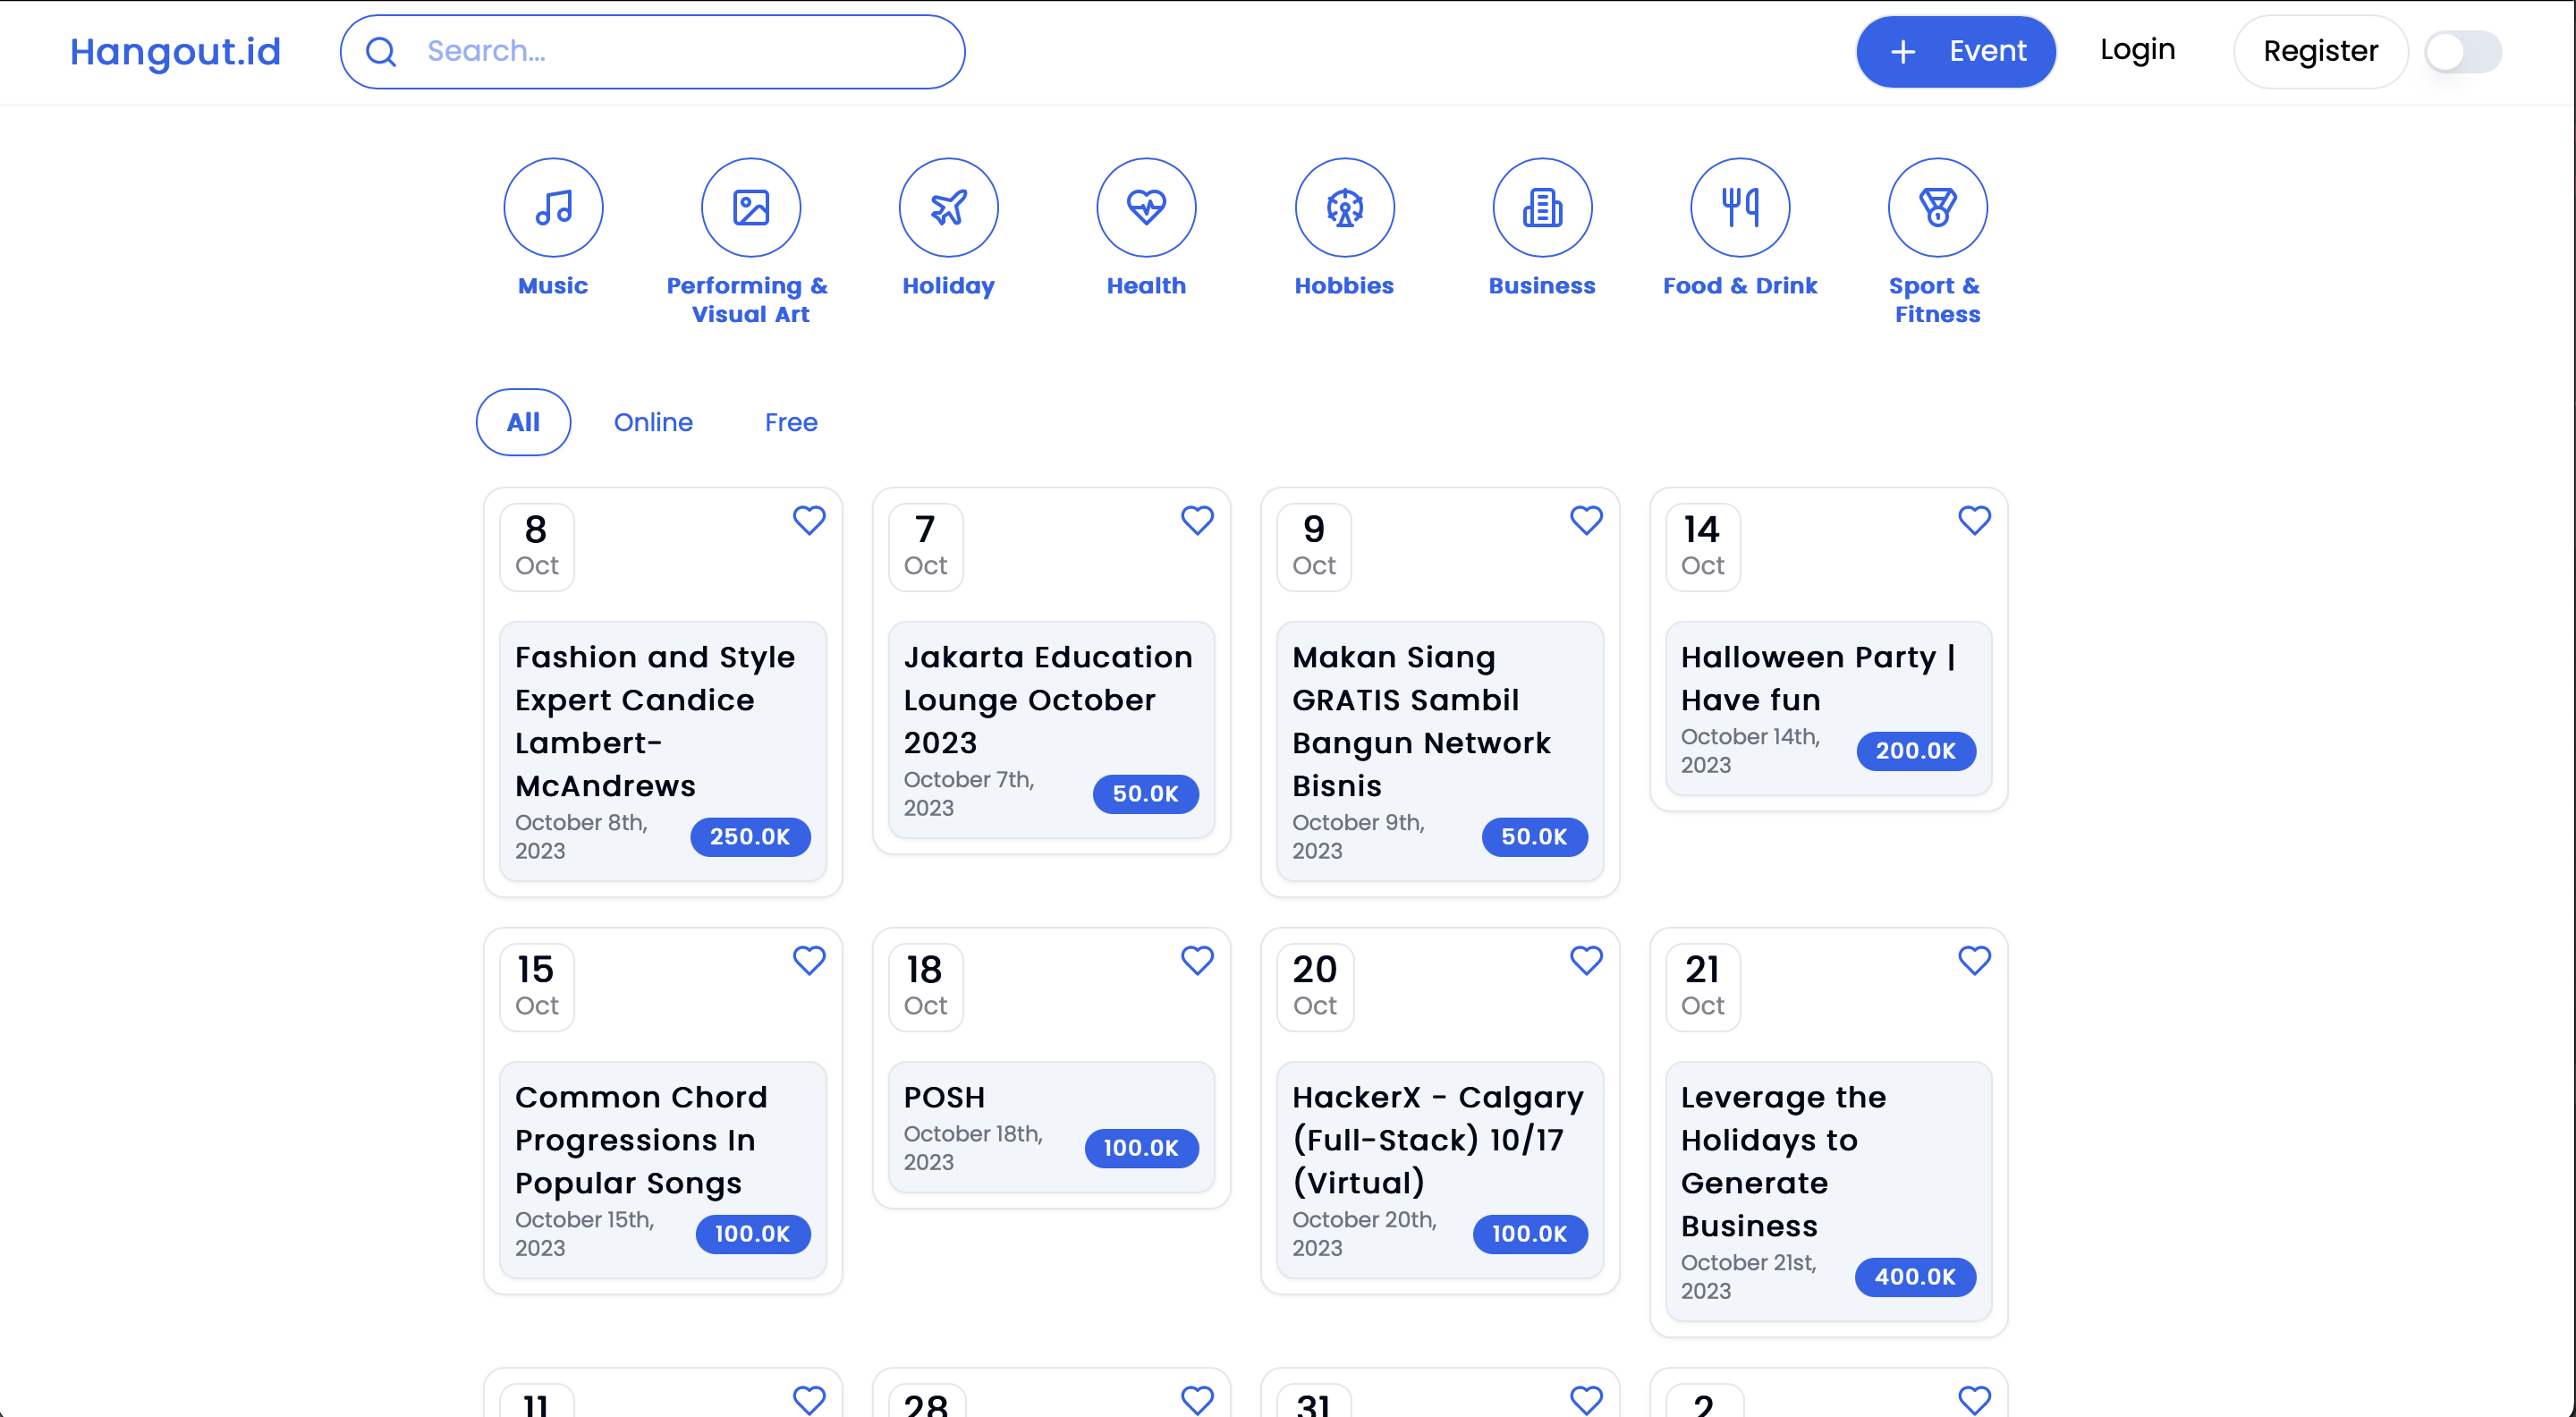 Hangout.id
Search...
+ Event
Login
Register
Music
Performing &
Visual Art
Holiday
Health
Hobbies
Business
Food & Drink
Sport &
Fitness
All
Online
Free
8
Oct
Fashion and Style
Expert Candice
Lambert-
McAndrews
October 8th,
2023
250.0K
7
Oct
Jakarta Education
Lounge October
2023
October 7th,
2023
50.0K
9
Oct
Makan Siang
GRATIS Sambil
Bangun Network
Bisnis
October 9th,
2023
50.0K
14
Oct
Halloween Party |
Have fun
October 14th,
2023
200.0K
15
Oct
Common Chord
Progressions In
Popular Songs
October 15th,
2023
100.0K
18
Oct
POSH
October 18th,
2023
100.0K
20
Oct
HackerX - Calgary
(Full-Stack) 10/17
(Virtual)
October 20th,
2023
100.0K
21
Oct
Leverage the
Holidays to
Generate
Business
October 21st,
2023
400.0K
11
28
31
2